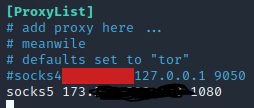 [ProxyList]
# add proxy here ...
# meanwile
# defaults set to "tor"
#socks4 127.0.0.1 9050
socks5 173. 1080